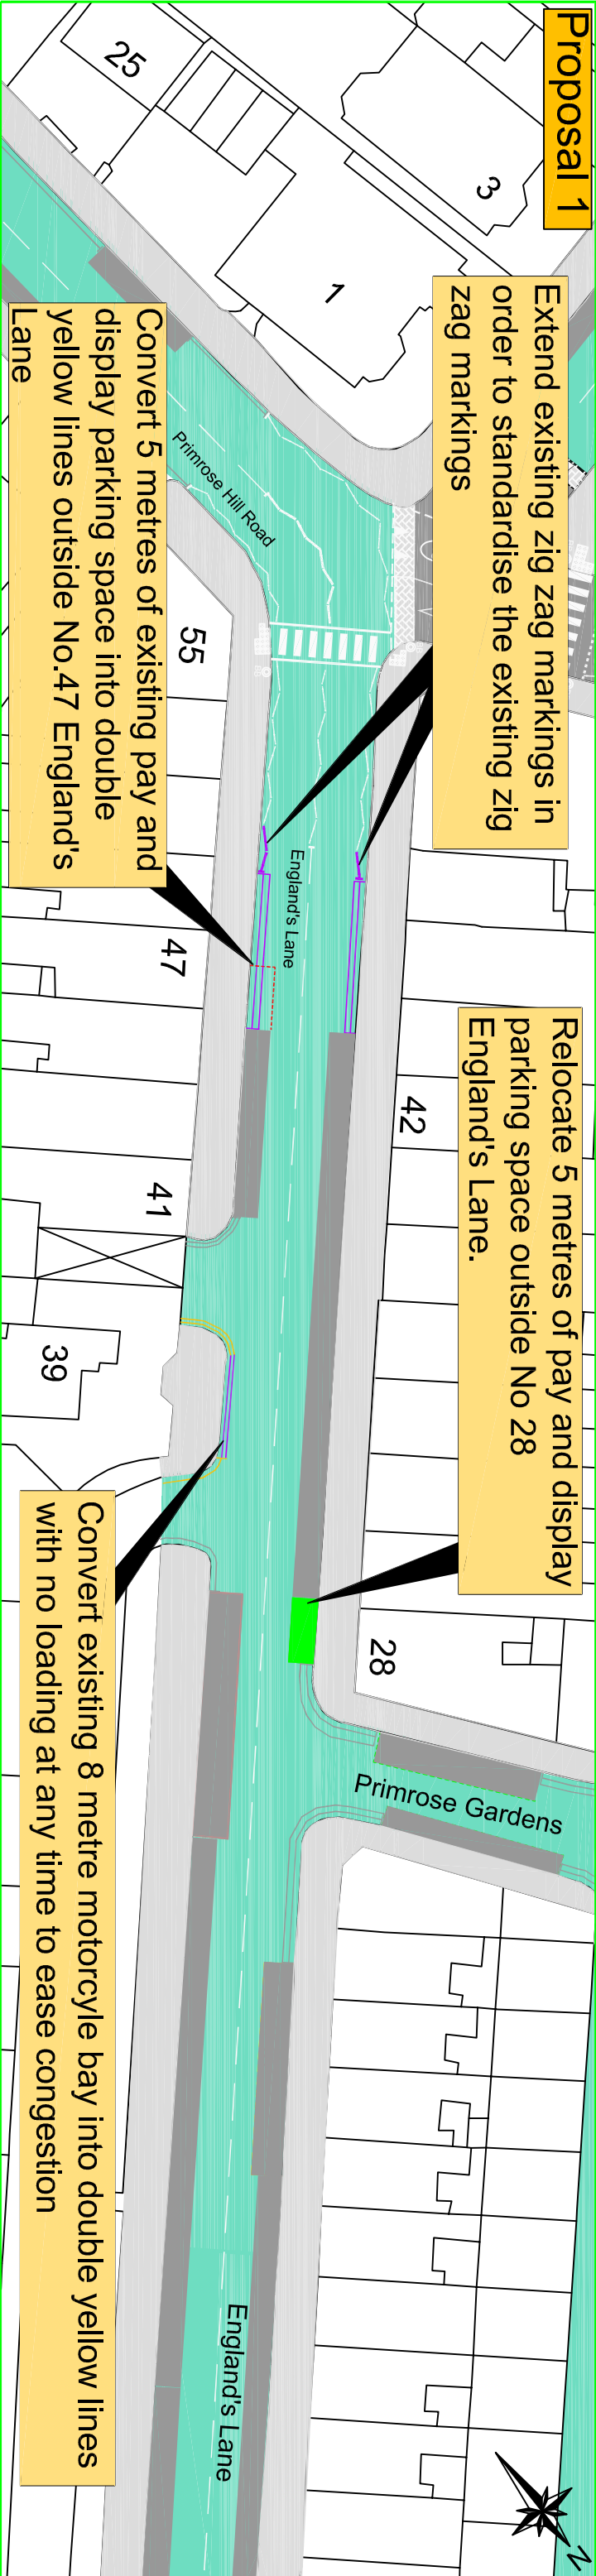 Proposal 1
Extend existing zig zag markings in
order to standardise the existing zig
zag markings
Relocate 5 metres of pay and display
parking space outside No 28
England's Lane.
25
3
1
Primrose Hill Road
England's Lane
42
28
Primrose Gardens
55
47
41
39
Convert 5 metres of existing pay and
display parking space into double
yellow lines outside No.47 England's
Lane
Convert existing 8 metre motorcyle bay into double yellow lines
with no loading at any time to ease congestion
England's Lane
N